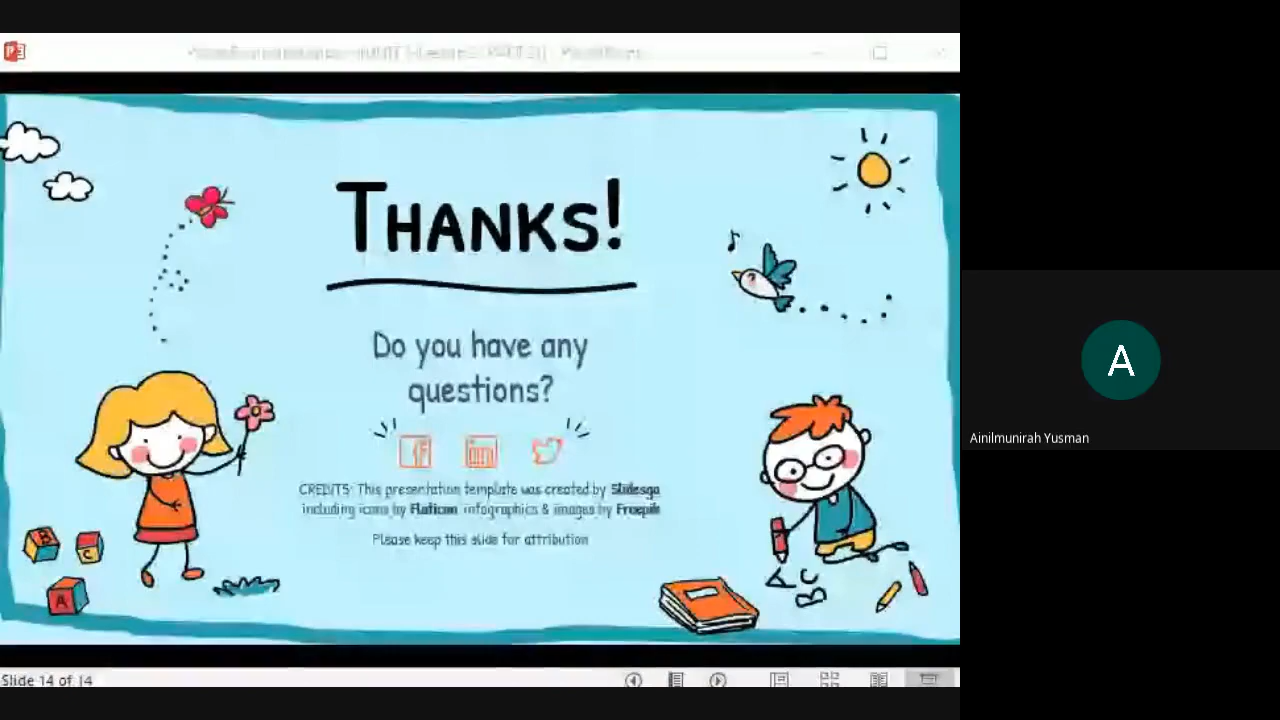 THANKS!
Do you have any
questions?
CREDITS: This presentation template was created by Slidesgo
including icons by Flaticon infographics & images by Freepik
Please keep this slide for attribution
B
C
A
A
B C
A
Ainilmunirah Yusman
Slide 14 of 14